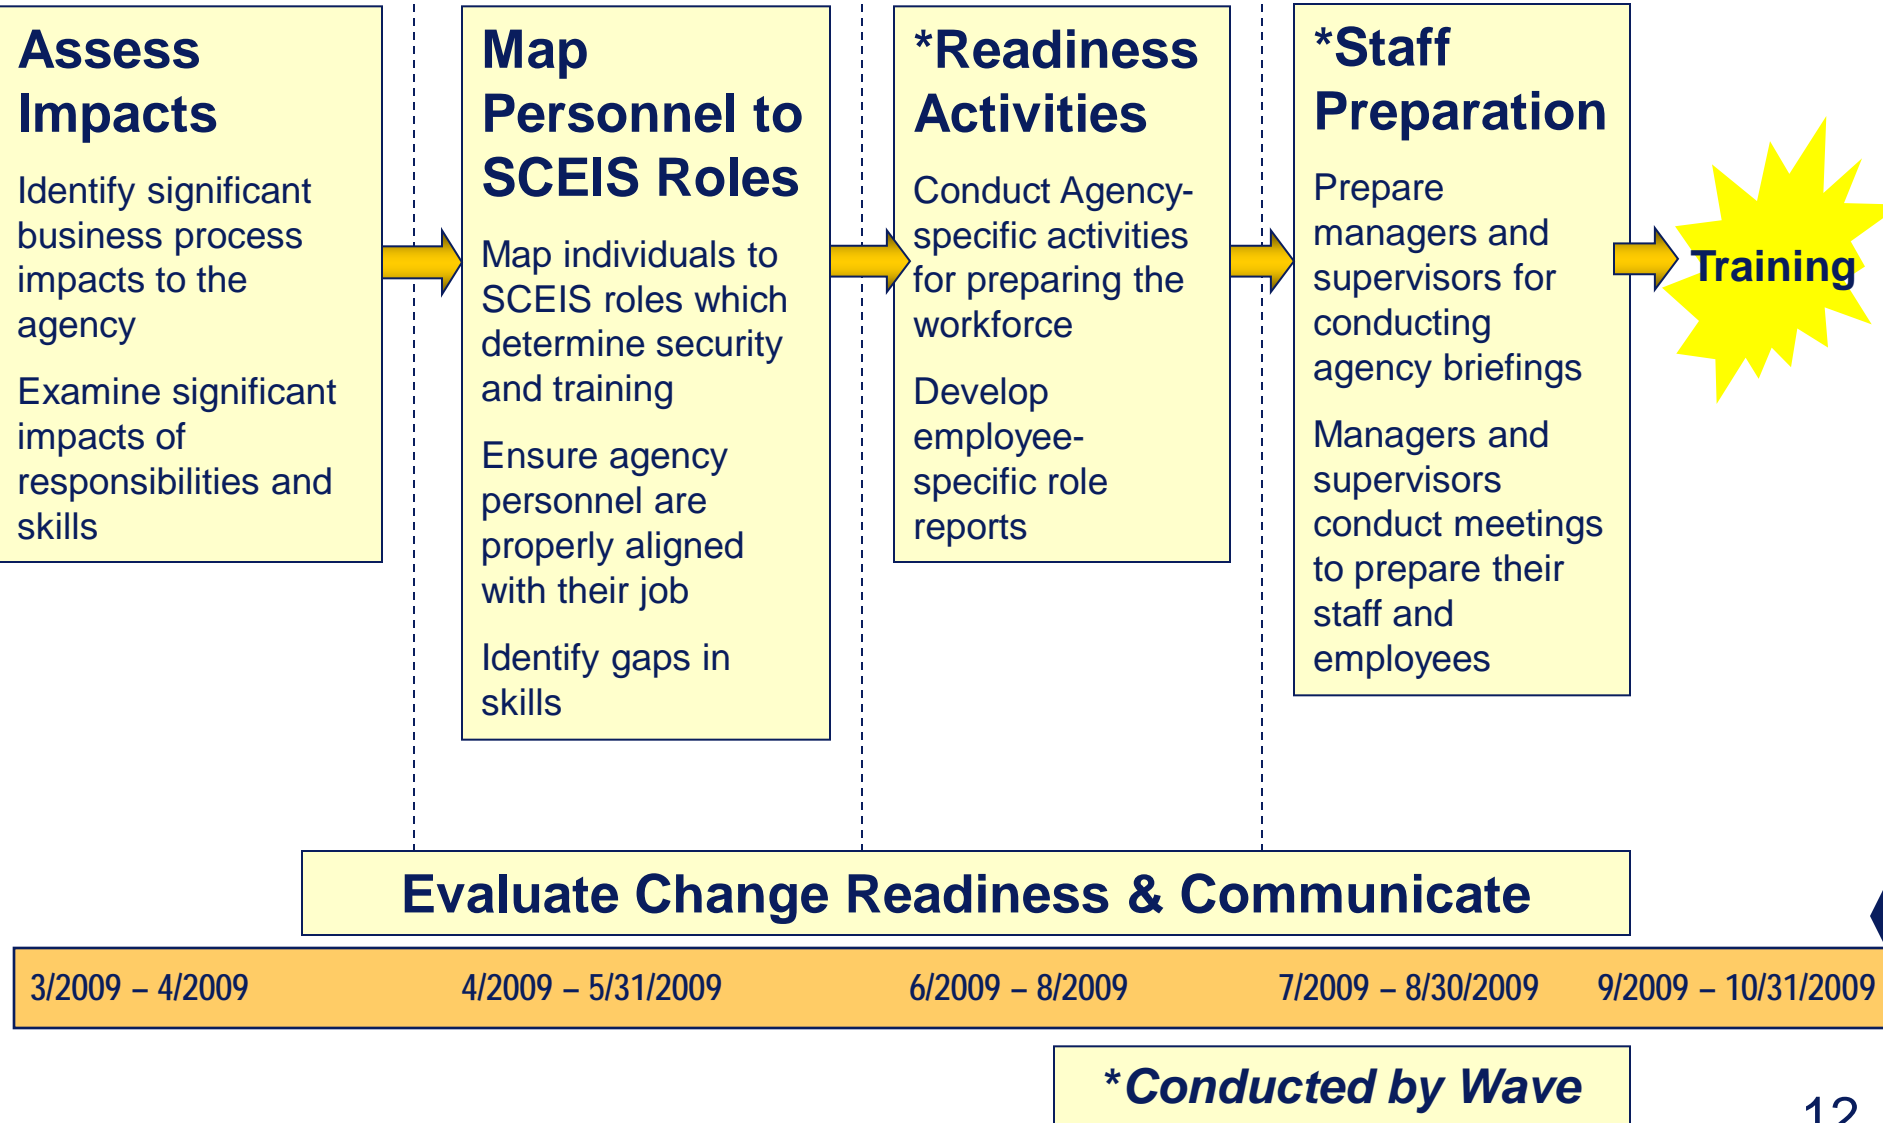 Assess
Impacts
Identify significant
business process
impacts to the
agency
Examine significant
impacts of
responsibilities and
skills
Map
Personnel to
SCEIS Roles
Map individuals to
SCEIS roles which
determine security
and training
Ensure agency
personnel are
properly aligned
with their job
Identify gaps in
skills
*Readiness
Activities
Conduct Agency-
specific activities
for preparing the
workforce
Develop
employee-
specific role
reports
*Staff
Preparation
Prepare
managers and
supervisors for
conducting
agency briefings
Managers and
supervisors
conduct meetings
to prepare their
staff and
employees
Training
Evaluate Change Readiness & Communicate
3/2009 – 4/2009
4/2009 – 5/31/2009
6/2009 – 8/2009
7/2009 – 8/30/2009
9/2009 – 10/31/2009
*Conducted by Wave
12